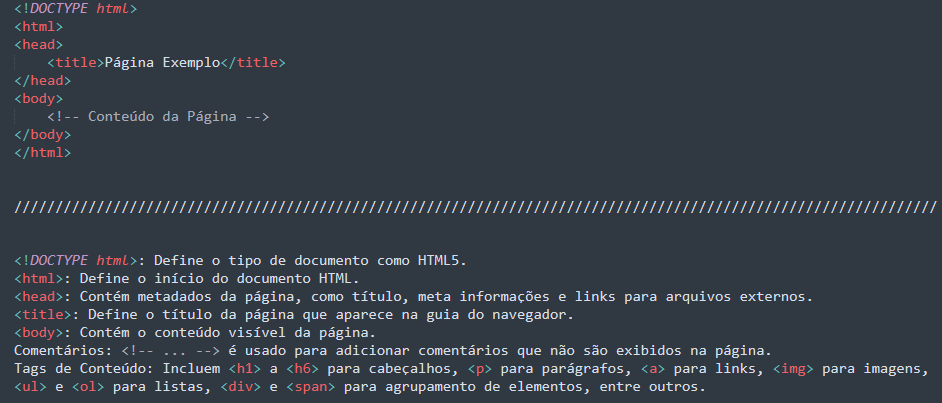 <!DOCTYPE html>
<html>
<head>
    <title>Página Exemplo</title>
</head>
<body>
    <!-- Conteúdo da Página -->
</body>
</html>
////////////////////////////////////////////////////////////////////////////////////////////////////////////////
<!DOCTYPE html>: Define o tipo de documento como HTML5.
<html>: Define o início do documento HTML.
<head>: Contém metadados da página, como título, meta informações e links para arquivos externos.
<title>: Define o título da página que aparece na guia do navegador.
<body>: Contém o conteúdo visível da página.
Comentários: <!-- ... --> é usado para adicionar comentários que não são exibidos na página.
Tags de Conteúdo: Incluem <h1> a <h6> para cabeçalhos, <p> para parágrafos, <a> para links, <img> para imagens,
<ul> e <ol> para listas, <div> e <span> para agrupamento de elementos, entre outros.